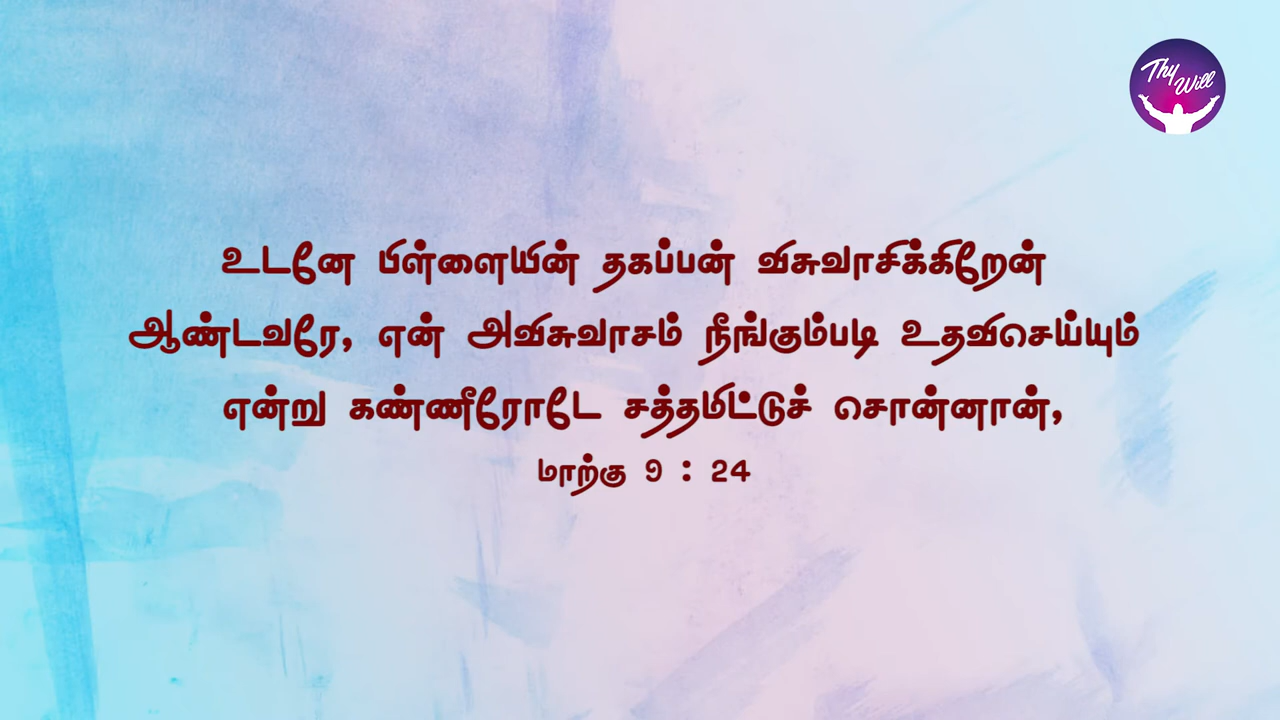 Thy
Will
உடனே பிள்ளையின் தகப்பன் விசுவாசிக்கிறேன்
ஆண்டவரே, என் அவிசுவாசம் நீங்கும்படி உதவிசெய்யும்
என்று கண்ணீரோடே சத்தமிட்டுச் சொன்னான்,
மாற்கு 9 : 24